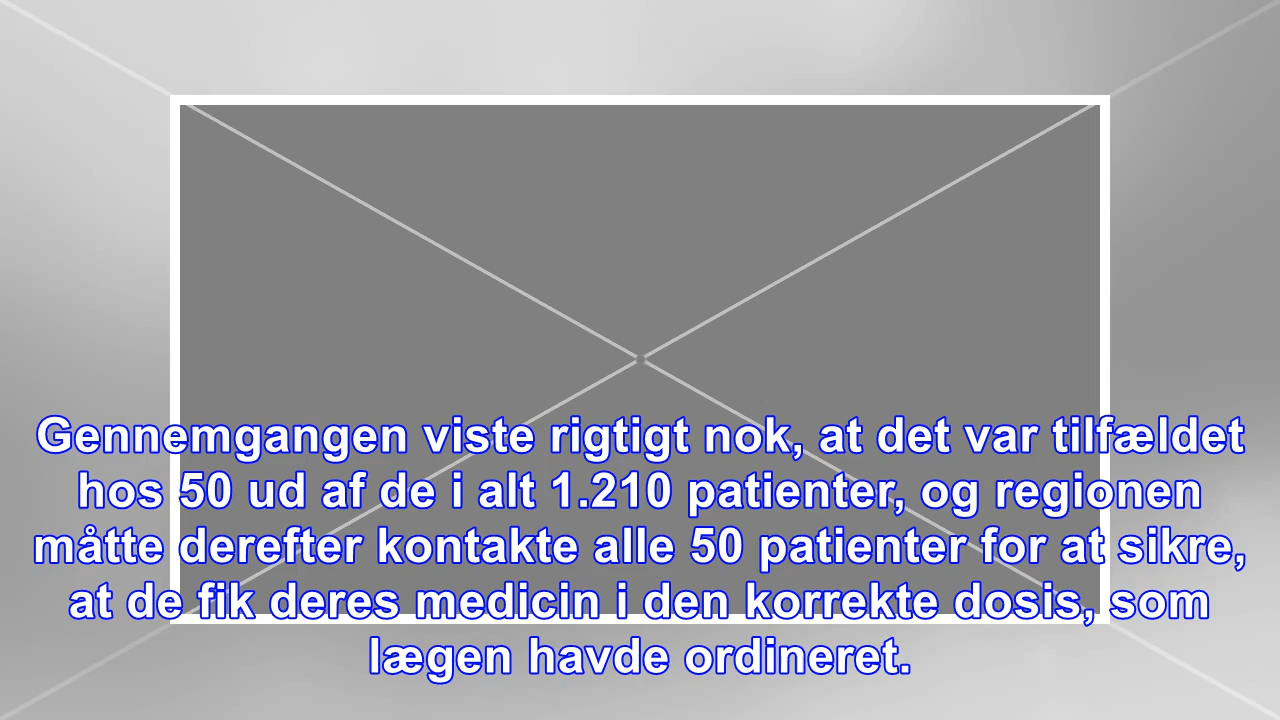 Gennemgangen viste rigtigt nok, at det var tilfældet
hos 50 ud af de i alt 1.210 patienter, og regionen
måtte derefter kontakte alle 50 patienter for at sikre,
at de fik deres medicin i den korrekte dosis, som
lægen havde ordineret.